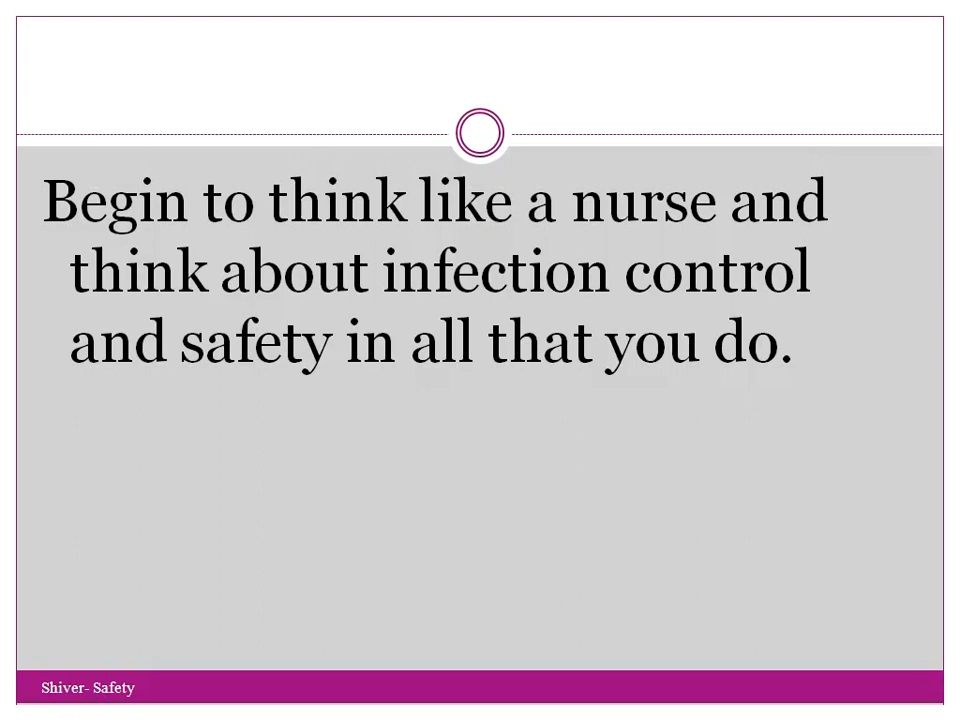 Begin to think like a nurse and
think about infection control
and safety in all that you do.
Shiver- Safety